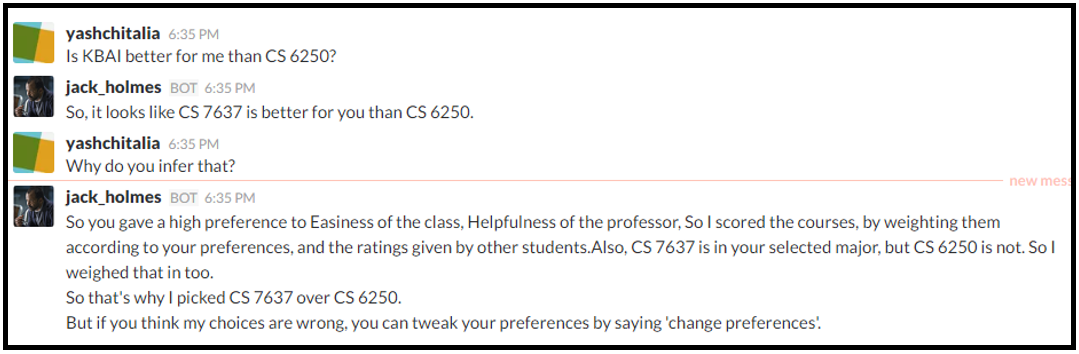 yashchitalia 6:35 PM
Is KBAI better for me than CS 6250?
jack_holmes BOT 6:35 PM
So, it looks like CS 7637 is better for you than CS 6250.
yashchitalia 6:35 PM
Why do you infer that?
new mess
jack_holmes BOT 6:35 PM
So you gave a high preference to Easiness of the class, Helpfulness of the professor, So I scored the courses, by weighting them
according to your preferences, and the ratings given by other students.Also, CS 7637 is in your selected major, but CS 6250 is not. So I
weighed that in too.
So that's why I picked CS 7637 over CS 6250.
But if you think my choices are wrong, you can tweak your preferences by saying 'change preferences'.